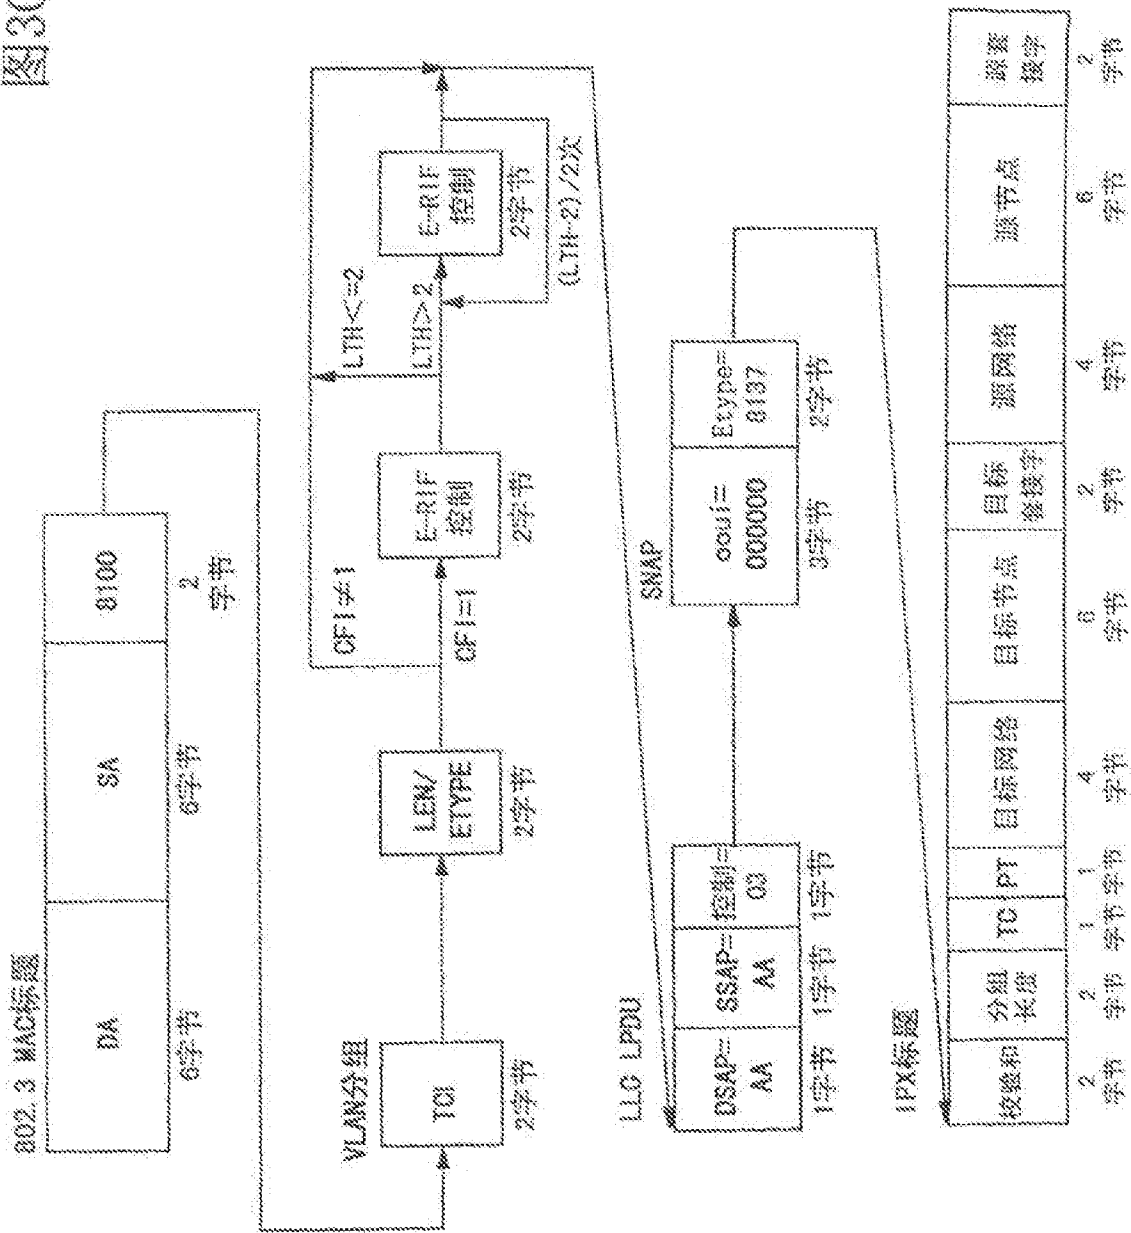 802.3 MAC标题
DA
SA
8100
6字节
6字节
2
字节
VLAN分组
TCI
2字节
LEN/
ETYPE
2字节
CFI≠1
CFI=1
E-RIF
控制
2字节
LTH<=2
LTH>2
E-RIF
控制
2字节
(LTH-2)/2次
LLC LPDU
DSAP=
AA
SSAP=
AA
控制=
03
1字节
1字节
1字节
SNAP
oui=
000000
Etype=
8137
3字节
2字节
IPX标题
校验和
分组
长度
TC
PT
目标网络
目标节点
目标
套接字
源网络
源节点
源套
接字
2
字节
2
字节
1
字节
1
字节
4
字节
6
字节
2
字节
4
字节
6
字节
2
字节